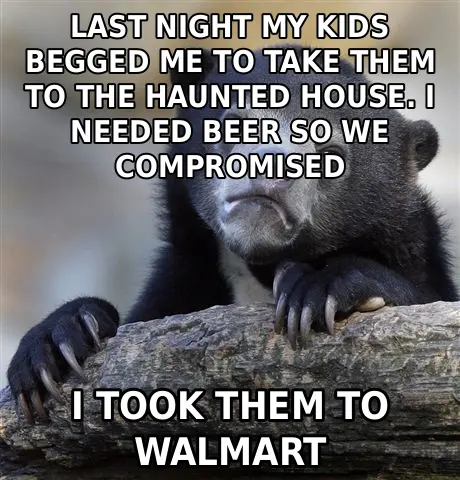 LAST NIGHT MY KIDS
BEGGED ME TO TAKE THEM
TO THE HAUNTED HOUSE. I
NEEDED BEER SO WE
COMPROMISED
I TOOK THEM TO
WALMART